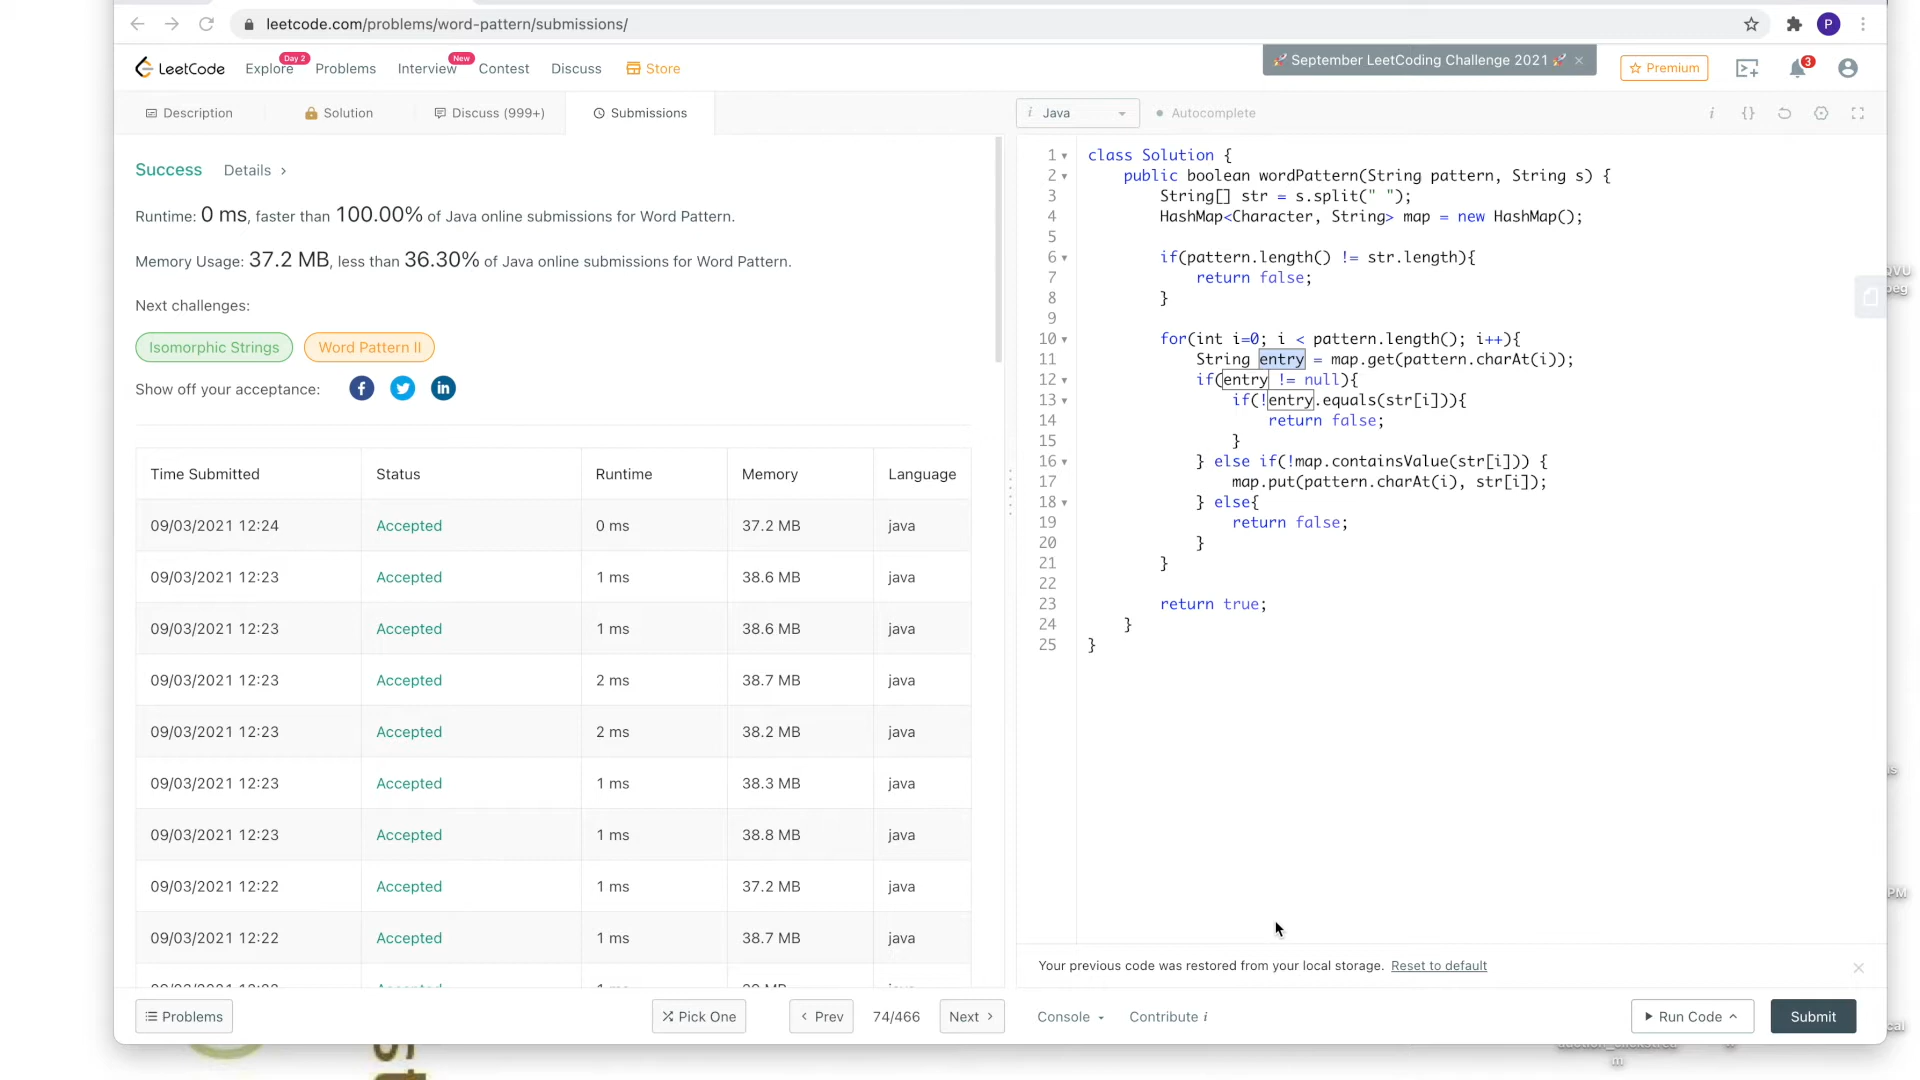 leetcode.com/problems/word-pattern/submissions/
P
LeetCode
Explore
Day 2
Problems
Interview
New
Contest
Discuss
Store
September LeetCoding Challenge 2021
Premium
3
Description
Solution
Discuss (999+)
Submissions
i Java
Autocomplete
i
{}
Success Details >
Runtime: 0 ms, faster than 100.00% of Java online submissions for Word Pattern.
Memory Usage: 37.2 MB, less than 36.30% of Java online submissions for Word Pattern.
Next challenges:
Isomorphic Strings
Word Pattern II
Show off your acceptance:
Time Submitted Status Runtime Memory Language
09/03/2021 12:24 Accepted 0 ms 37.2 MB java
09/03/2021 12:23 Accepted 1 ms 38.6 MB java
09/03/2021 12:23 Accepted 1 ms 38.6 MB java
09/03/2021 12:23 Accepted 2 ms 38.7 MB java
09/03/2021 12:23 Accepted 2 ms 38.2 MB java
09/03/2021 12:23 Accepted 1 ms 38.3 MB java
09/03/2021 12:23 Accepted 1 ms 38.8 MB java
09/03/2021 12:22 Accepted 1 ms 37.2 MB java
09/03/2021 12:22 Accepted 1 ms 38.7 MB java
1 class Solution {
2 public boolean wordPattern(String pattern, String s) {
3 String[] str = s.split(" ");
4 HashMap<Character, String> map = new HashMap();
5
6 if(pattern.length() != str.length){
7 return false;
8 }
9
10 for(int i=0; i < pattern.length(); i++){
11 String entry = map.get(pattern.charAt(i));
12 if(entry != null){
13 if(!entry.equals(str[i])){
14 return false;
15 }
16 } else if(!map.containsValue(str[i])) {
17 map.put(pattern.charAt(i), str[i]);
18 } else{
19 return false;
20 }
21 }
22
23 return true;
24 }
25 }
Your previous code was restored from your local storage. Reset to default
Problems
Pick One
< Prev
74/466
Next >
Console
Contribute i
Run Code
Submit
PM